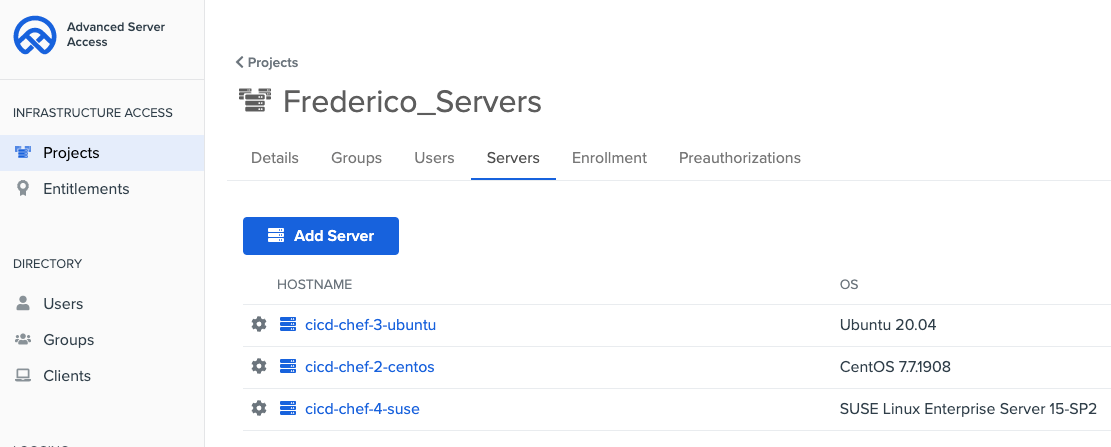 Advanced Server
Access
INFRASTRUCTURE ACCESS
Projects
Entitlements
DIRECTORY
Users
Groups
Clients
Projects
Frederico_Servers
Details Groups Users Servers Enrollment Preauthorizations
Add Server
HOSTNAME OS
cicd-chef-3-ubuntu Ubuntu 20.04
cicd-chef-2-centos CentOS 7.7.1908
cicd-chef-4-suse SUSE Linux Enterprise Server 15-SP2